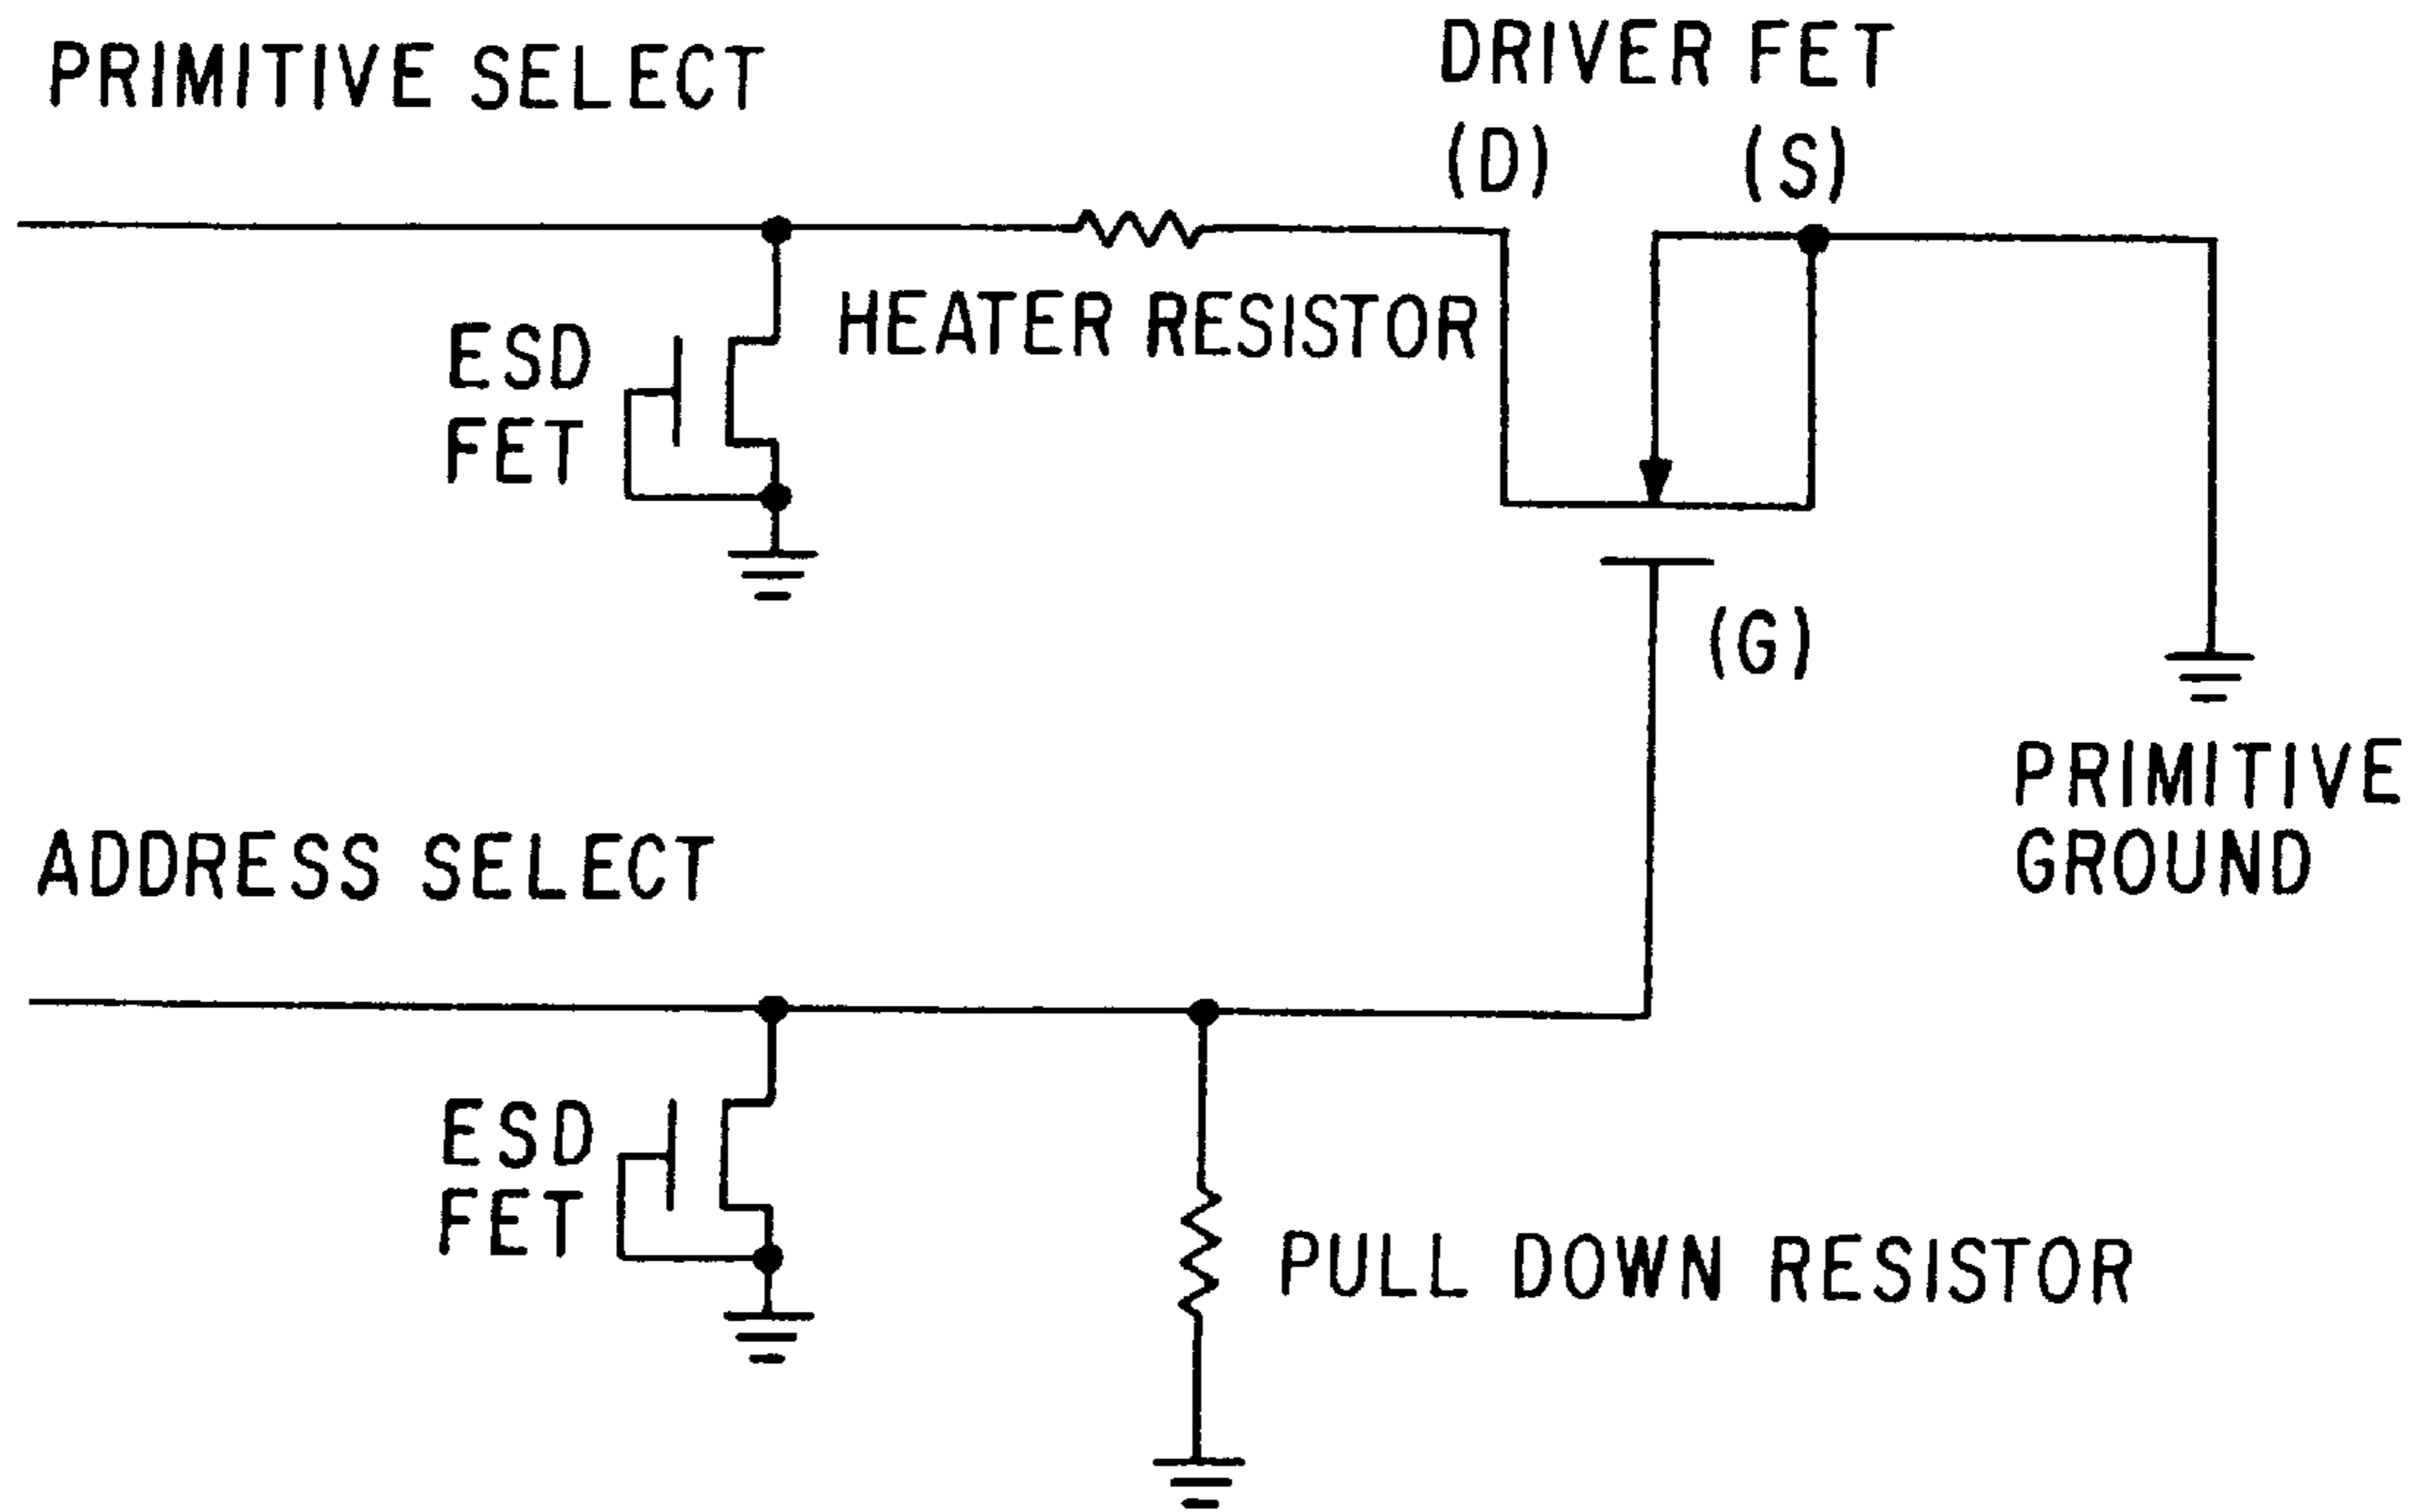 PRIMITIVE SELECT
DRIVER FET
(D) (S)
HEATER RESISTOR
ESD
FET
(G)
PRIMITIVE
GROUND
ADDRESS SELECT
ESD
FET
PULL DOWN RESISTOR